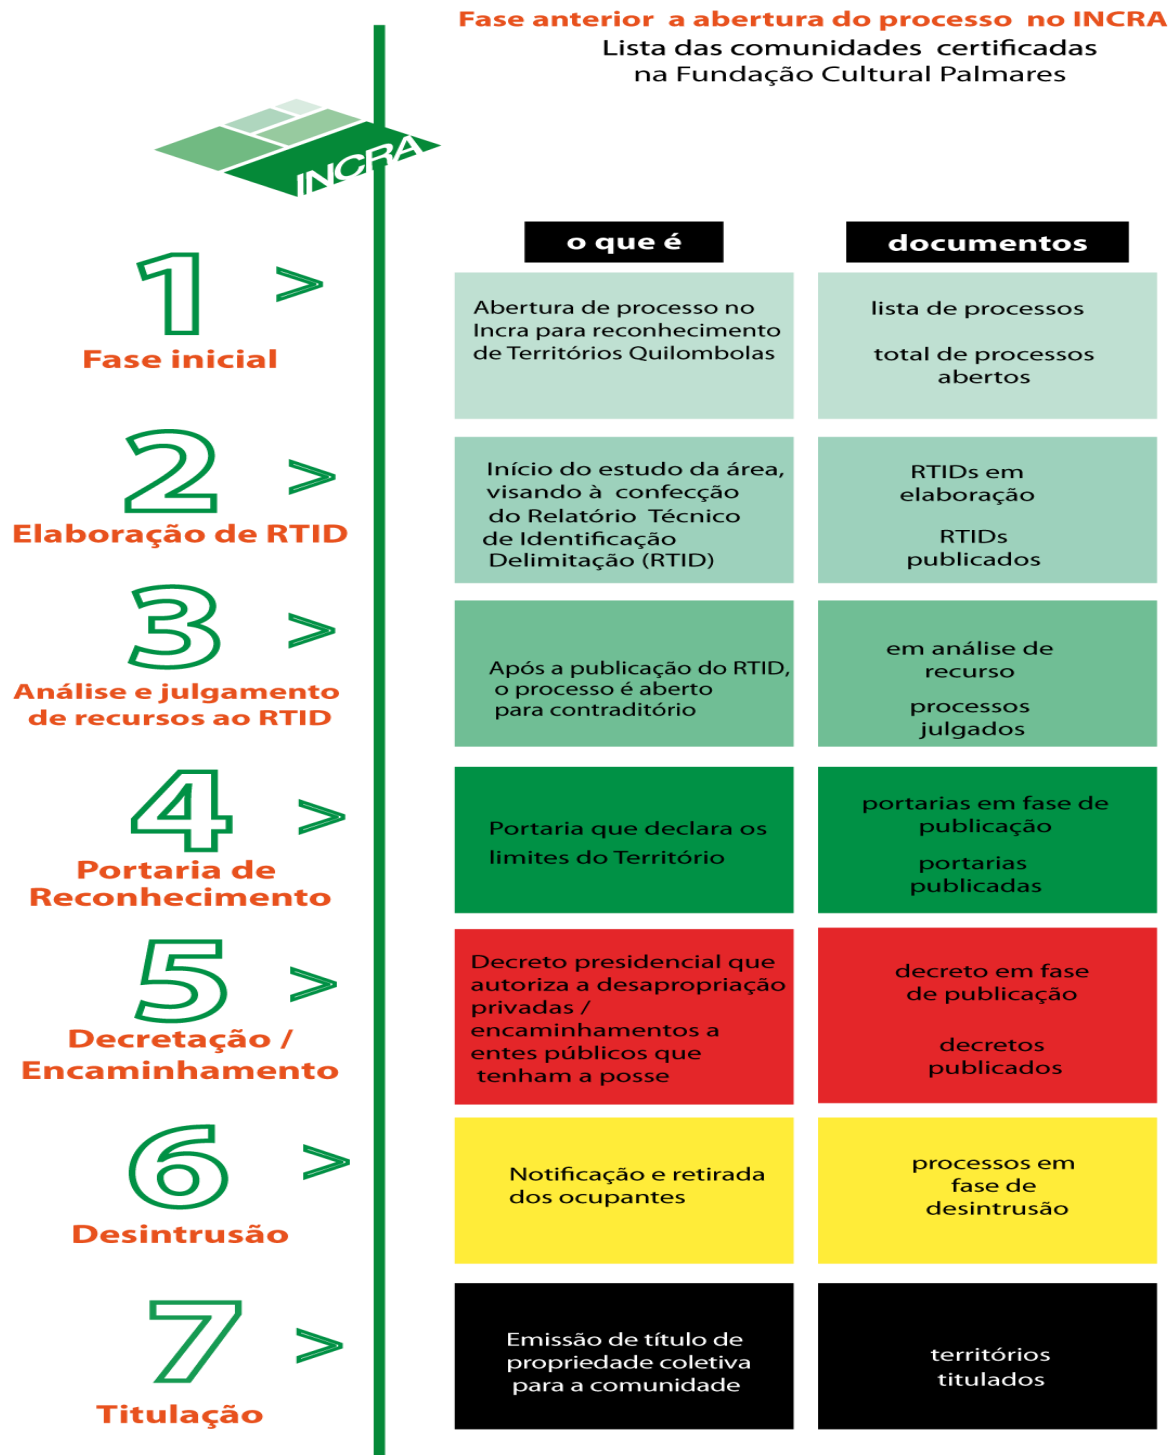 Fase anterior a abertura do processo no INCRA
Lista das comunidades certificadas
na Fundação Cultural Palmares
INCRA
o que é
documentos
1 >
Fase inicial
Abertura de processo no
Incra para reconhecimento
de Territórios Quilombolas
lista de processos
total de processos
abertos
2 >
Elaboração de RTID
Início do estudo da área,
visando à confecção
do Relatório Técnico
de Identificação
Delimitação (RTID)
RTIDs em
elaboração
RTIDs
publicados
3 >
Análise e julgamento
de recursos ao RTID
Após a publicação do RTID,
o processo é aberto
para contraditório
em análise de
recurso
processos
julgados
4 >
Portaria de
Reconhecimento
Portaria que declara os
limites do Território
portarias em fase de
publicação
portarias
publicadas
5 >
Decretação /
Encaminhamento
Decreto presidencial que
autoriza a desapropriação
privadas /
encaminhamentos a
entes públicos que
tenham a posse
decreto em fase
de publicação
decretos
publicados
6 >
Desintrusão
Notificação e retirada
dos ocupantes
processos em
fase de
desintrusão
7 >
Titulação
Emissão de título de
propriedade coletiva
para a comunidade
territórios
titulados